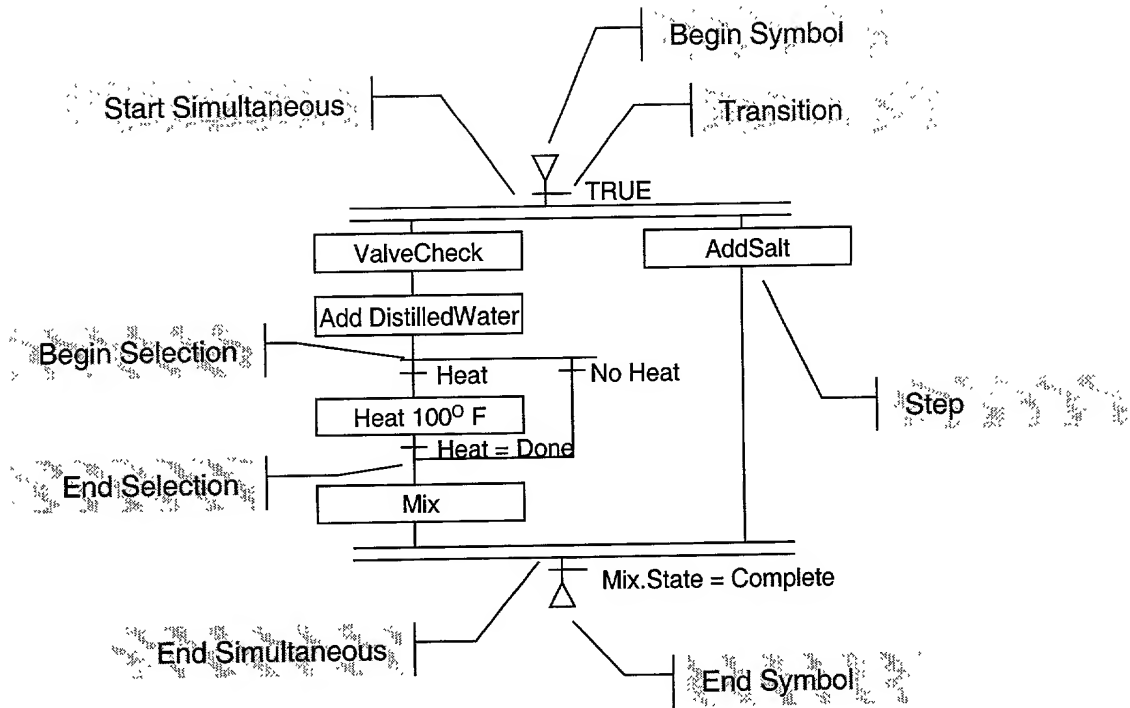 Begin Symbol
Start Simultaneous
Transition
TRUE
ValveCheck
AddSalt
Add DistilledWater
Begin Selection
Heat
No Heat
Heat 100º F
Step
Heat = Done
End Selection
Mix
Mix.State = Complete
End Simultaneous
End Symbol